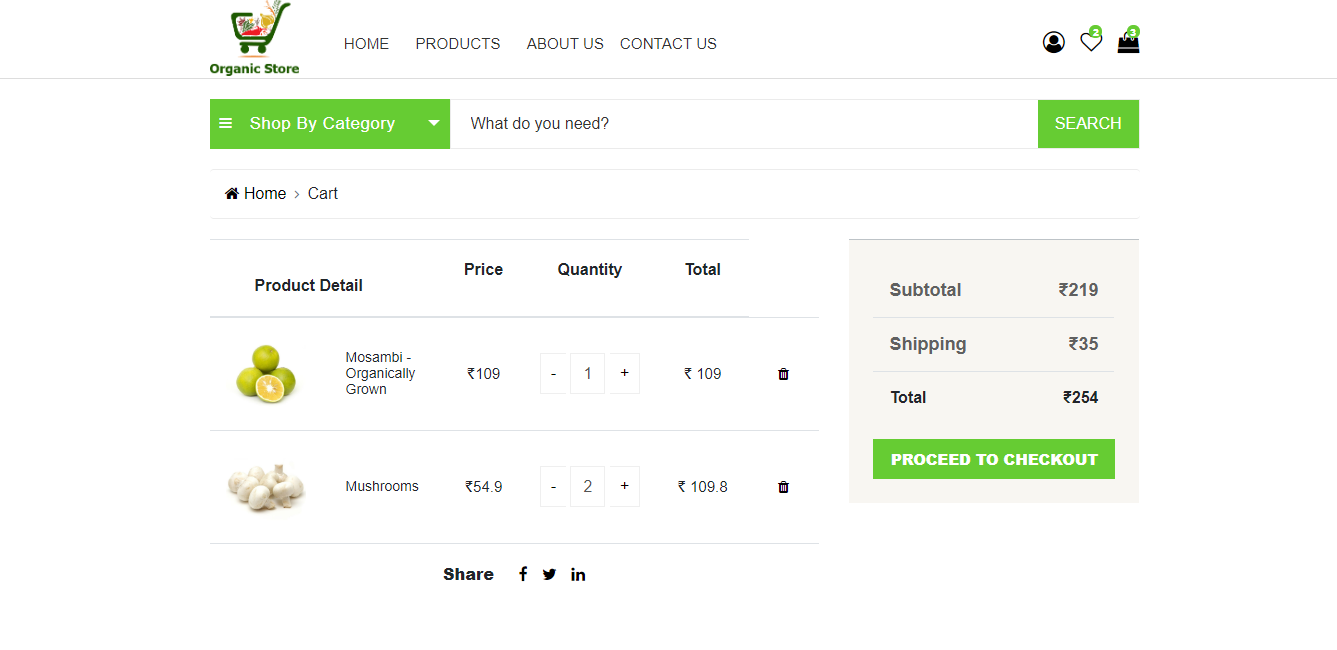 Organic Store
HOME PRODUCTS ABOUT US CONTACT US
2
3
Shop By Category
What do you need?
SEARCH
Home › Cart
Product Detail
Price
Quantity
Total
Mosambi -
Organically
Grown
₹109
- 1 +
₹ 109
Mushrooms
₹54.9
- 2 +
₹ 109.8
Share
Subtotal ₹219
Shipping ₹35
Total ₹254
PROCEED TO CHECKOUT